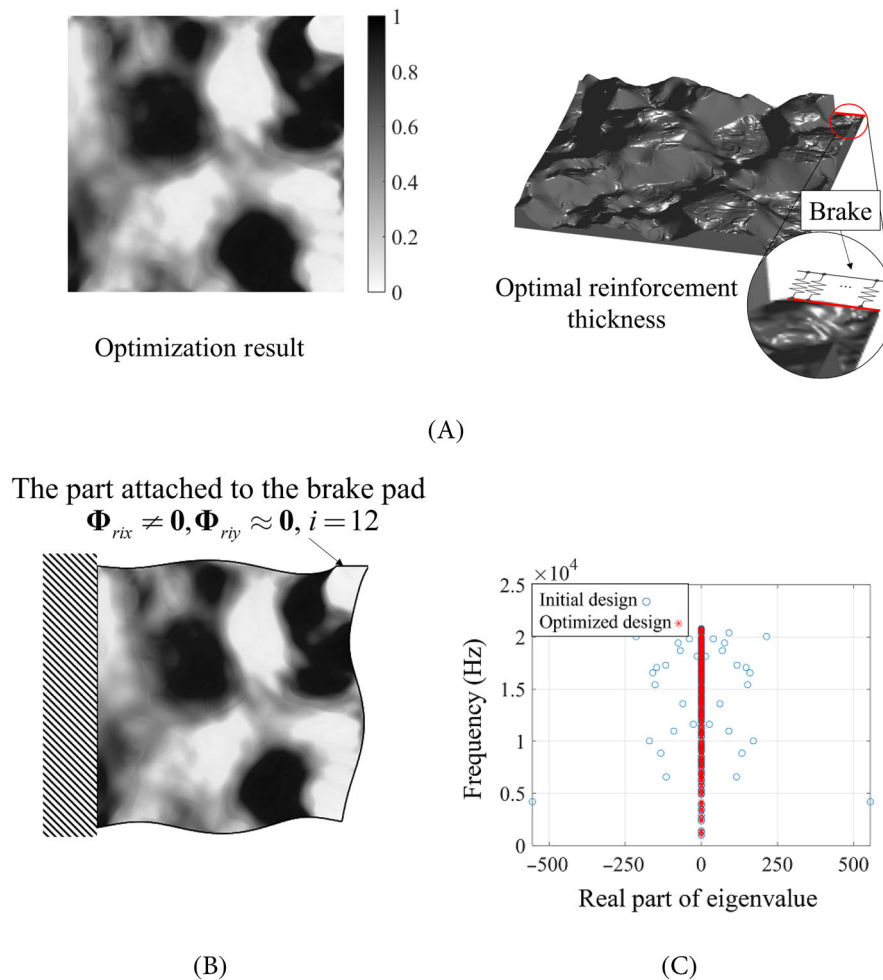 1
0.8
0.6
0.4
0.2
0
Optimization result
Brake
...
Optimal reinforcement
thickness
(A)
The part attached to the brake pad
Φrix ≠ 0, Φriy ≈ 0, i = 12
(B)
×10⁴
2.5
2
1.5
1
0.5
0
Frequency (Hz)
Initial design
Optimized design
−500
−250
0
250
500
Real part of eigenvalue
(C)